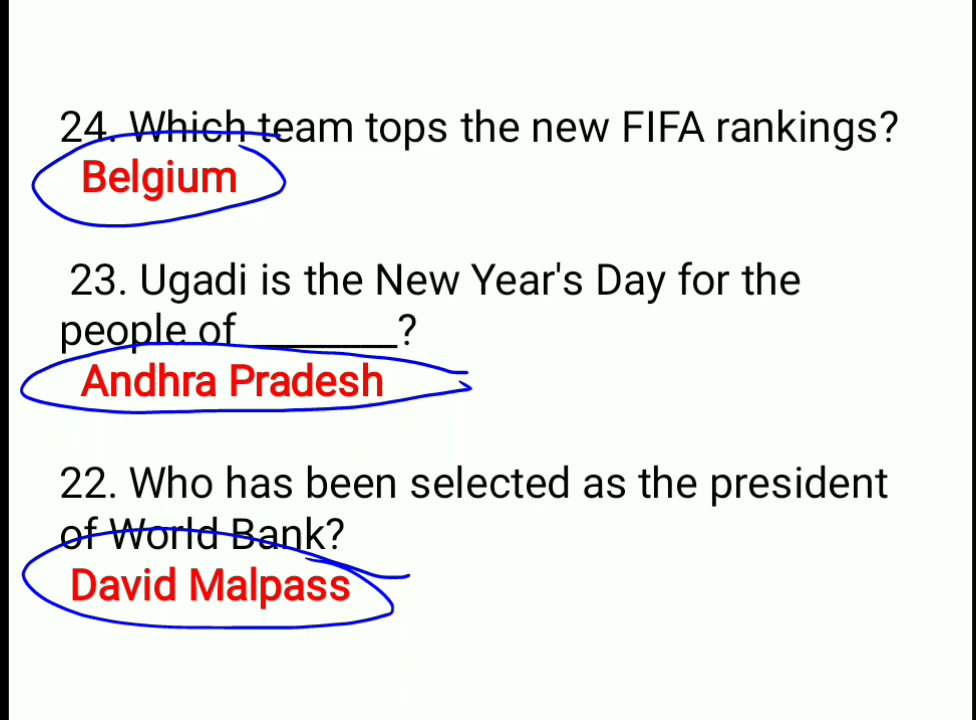 24. Which team tops the new FIFA rankings?
Belgium
23. Ugadi is the New Year's Day for the
people of ________?
Andhra Pradesh
22. Who has been selected as the president
of World Bank?
David Malpass